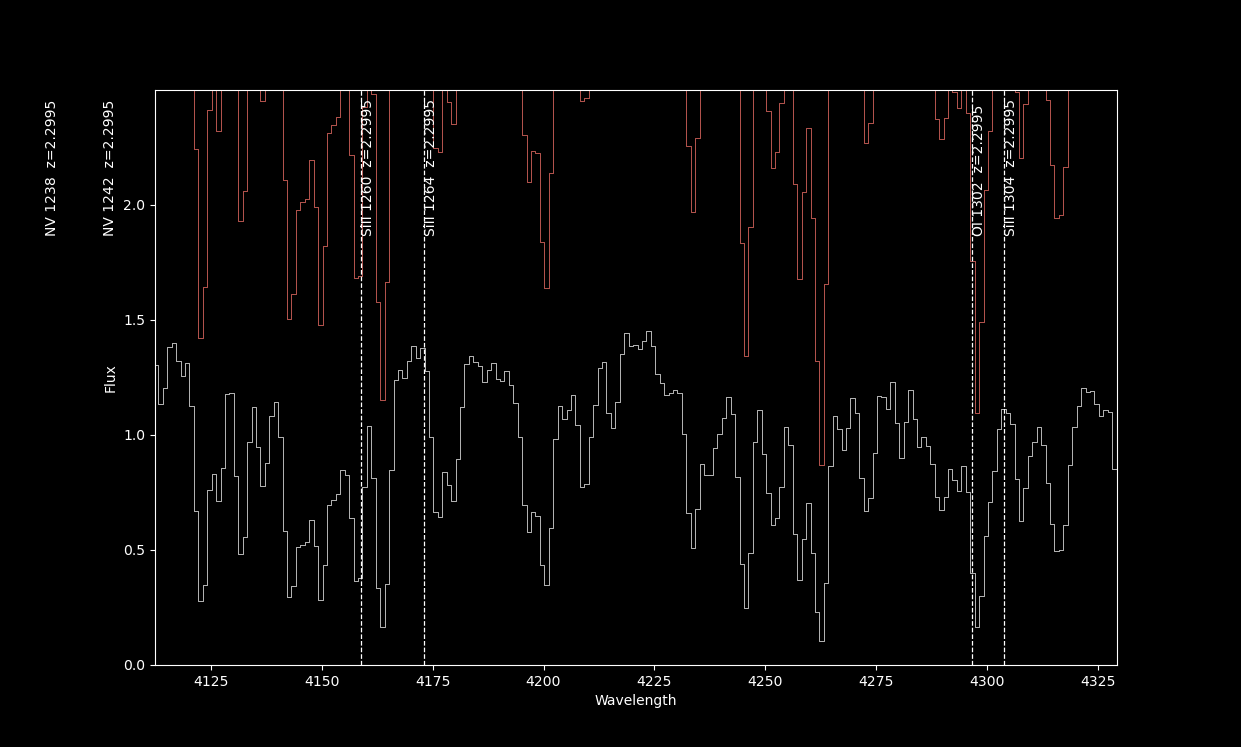 NV 1238 z=2.2995
NV 1242 z=2.2995
SiII 1260 z=2.2995
SiII 1264 z=2.2995
OI 1302 z=2.2995
SiII 1304 z=2.2995
Flux
2.0
1.5
1.0
0.5
0.0
4125
4150
4175
4200
4225
4250
4275
4300
4325
Wavelength